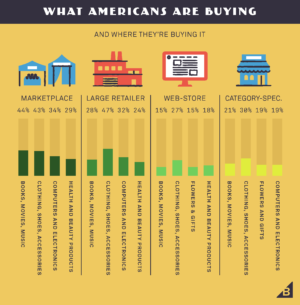 WHAT AMERICANS ARE BUYING
AND WHERE THEY'RE BUYING IT
MARKETPLACE
LARGE RETAILER
WEB-STORE
CATEGORY-SPEC.
44% 43% 34% 29%
28% 47% 32% 24%
15% 27% 15% 18%
21% 30% 19% 19%
BOOKS, MOVIES, MUSIC
CLOTHING, SHOES, ACCESSORIES
COMPUTERS AND ELECTRONICS
HEALTH AND BEAUTY PRODUCTS
BOOKS, MOVIES, MUSIC
CLOTHING, SHOES, ACCESSORIES
COMPUTERS AND ELECTRONICS
HEALTH AND BEAUTY PRODUCTS
BOOKS, MOVIES, MUSIC
CLOTHING, SHOES, ACCESSORIES
FLOWERS & GIFTS
HEALTH AND BEAUTY PRODUCTS
BOOKS, MOVIES, MUSIC
CLOTHING, SHOES, ACCESSORIES
FLOWERS AND GIFTS
COMPUTERS AND ELECTRONICS
B